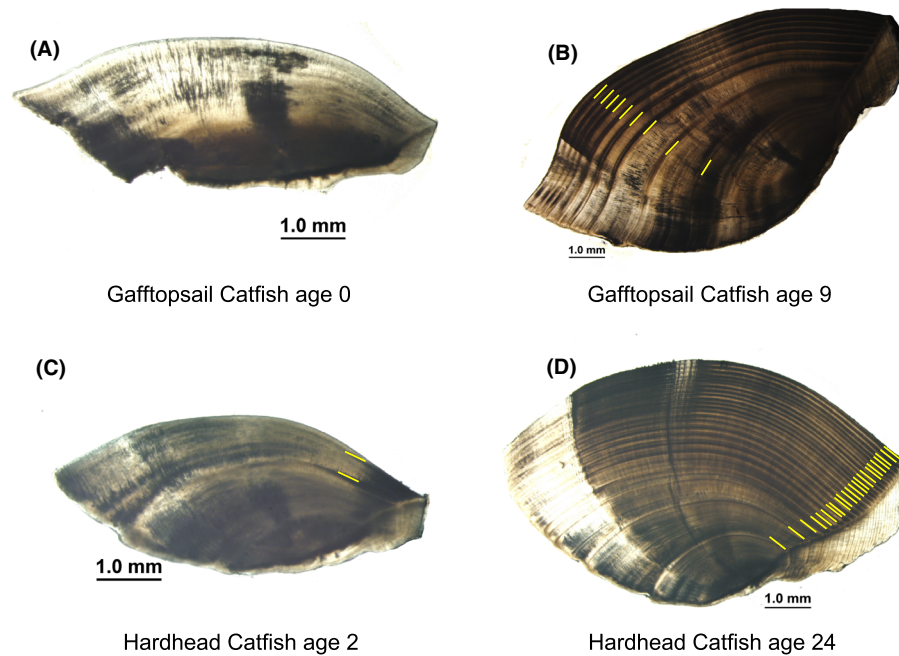 (A)
(B)
1.0 mm
1.0 mm
Gafftopsail Catfish age 0
Gafftopsail Catfish age 9
(C)
(D)
1.0 mm
1.0 mm
Hardhead Catfish age 2
Hardhead Catfish age 24